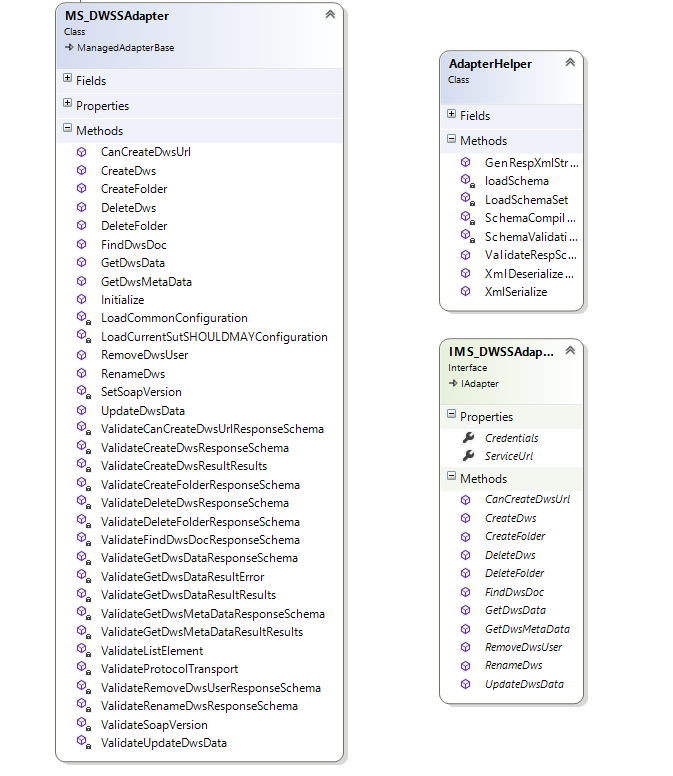 MS_DWSSAdapter
Class
ManagedAdapterBase
Fields
Properties
Methods
CanCreateDwsUrl
CreateDws
CreateFolder
DeleteDws
DeleteFolder
FindDwsDoc
GetDwsData
GetDwsMetaData
Initialize
LoadCommonConfiguration
LoadCurrentSutSHOULDMAYConfiguration
RemoveDwsUser
RenameDws
SetSoapVersion
UpdateDwsData
ValidateCanCreateDwsUrlResponseSchema
ValidateCreateDwsResponseSchema
ValidateCreateDwsResultResults
ValidateCreateFolderResponseSchema
ValidateDeleteDwsResponseSchema
ValidateDeleteFolderResponseSchema
ValidateFindDwsDocResponseSchema
ValidateGetDwsDataResponseSchema
ValidateGetDwsDataResultError
ValidateGetDwsDataResultResults
ValidateGetDwsMetaDataResponseSchema
ValidateGetDwsMetaDataResultResults
ValidateListElement
ValidateProtocolTransport
ValidateRemoveDwsUserResponseSchema
ValidateRenameDwsResponseSchema
ValidateSoapVersion
ValidateUpdateDwsData
AdapterHelper
Class
Fields
Methods
GenRespXmlStr...
loadSchema
LoadSchemaSet
SchemaCompil...
SchemaValidati...
ValidateRespSc...
XmlDeserialize...
XmlSerialize
IMS_DWSSAdap...
Interface
IAdapter
Properties
Credentials
ServiceUrl
Methods
CanCreateDwsUrl
CreateDws
CreateFolder
DeleteDws
DeleteFolder
FindDwsDoc
GetDwsData
GetDwsMetaData
RemoveDwsUser
RenameDws
UpdateDwsData